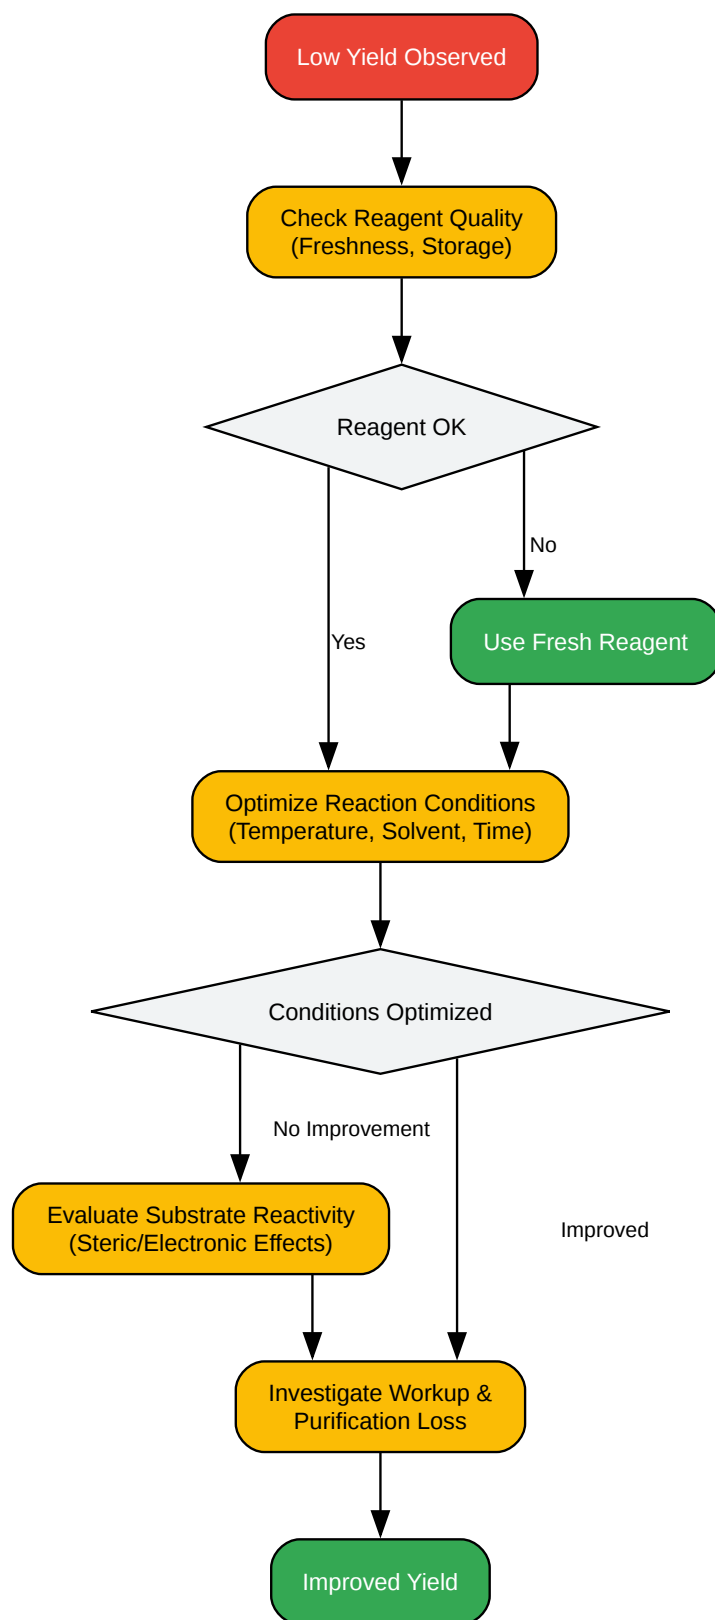 Low Yield Observed
Check Reagent Quality
(Freshness, Storage)
Reagent OK
No
Use Fresh Reagent
Yes
Optimize Reaction Conditions
(Temperature, Solvent, Time)
Conditions Optimized
No Improvement
Evaluate Substrate Reactivity
(Steric/Electronic Effects)
Improved
Investigate Workup &
Purification Loss
Improved Yield